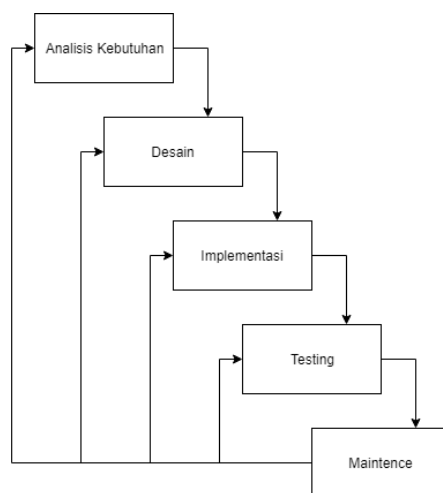 Analisis Kebutuhan
Desain
Implementasi
Testing
Maintence